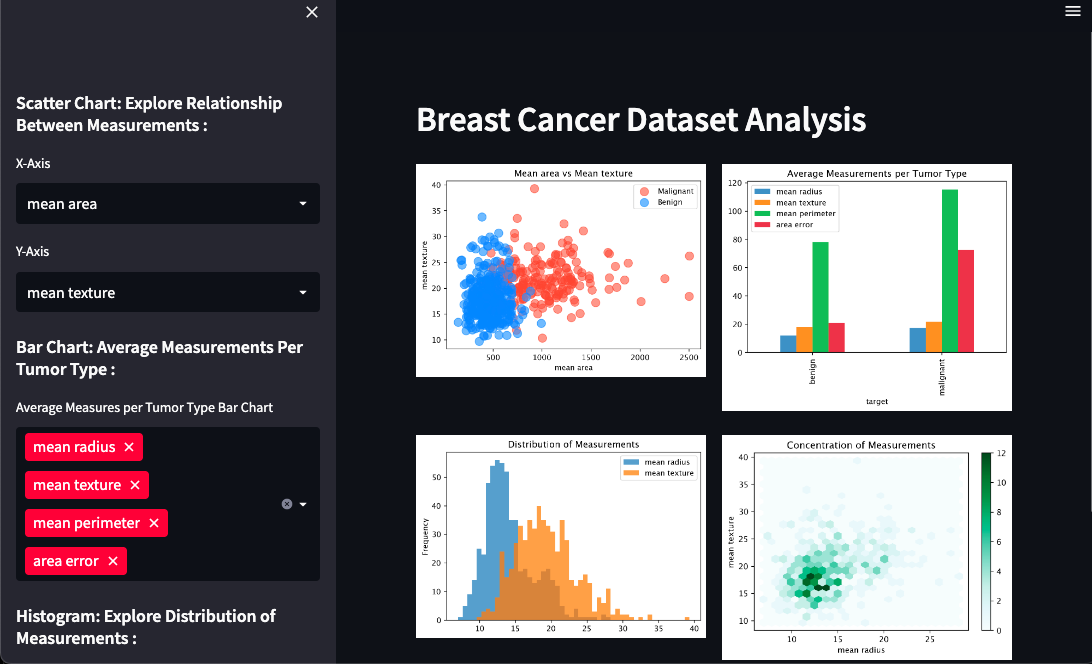 Scatter Chart: Explore Relationship
Between Measurements :
X-Axis
mean area
Y-Axis
mean texture
Bar Chart: Average Measurements Per
Tumor Type :
Average Measures per Tumor Type Bar Chart
mean radius
mean texture
mean perimeter
area error
Histogram: Explore Distribution of
Measurements :
Breast Cancer Dataset Analysis
Mean area vs Mean texture
Malignant
Benign
mean texture
40
35
30
25
20
15
10
500 1000 1500 2000 2500
mean area
Average Measurements per Tumor Type
mean radius
mean texture
mean perimeter
area error
120
100
80
60
40
20
0
benign
malignant
target
Distribution of Measurements
mean radius
mean texture
Frequency
50
40
30
20
10
0
10 15 20 25 30 35 40
Concentration of Measurements
mean texture
40
35
30
25
20
15
10
10 15 20 25
mean radius
12
10
8
6
4
2
0